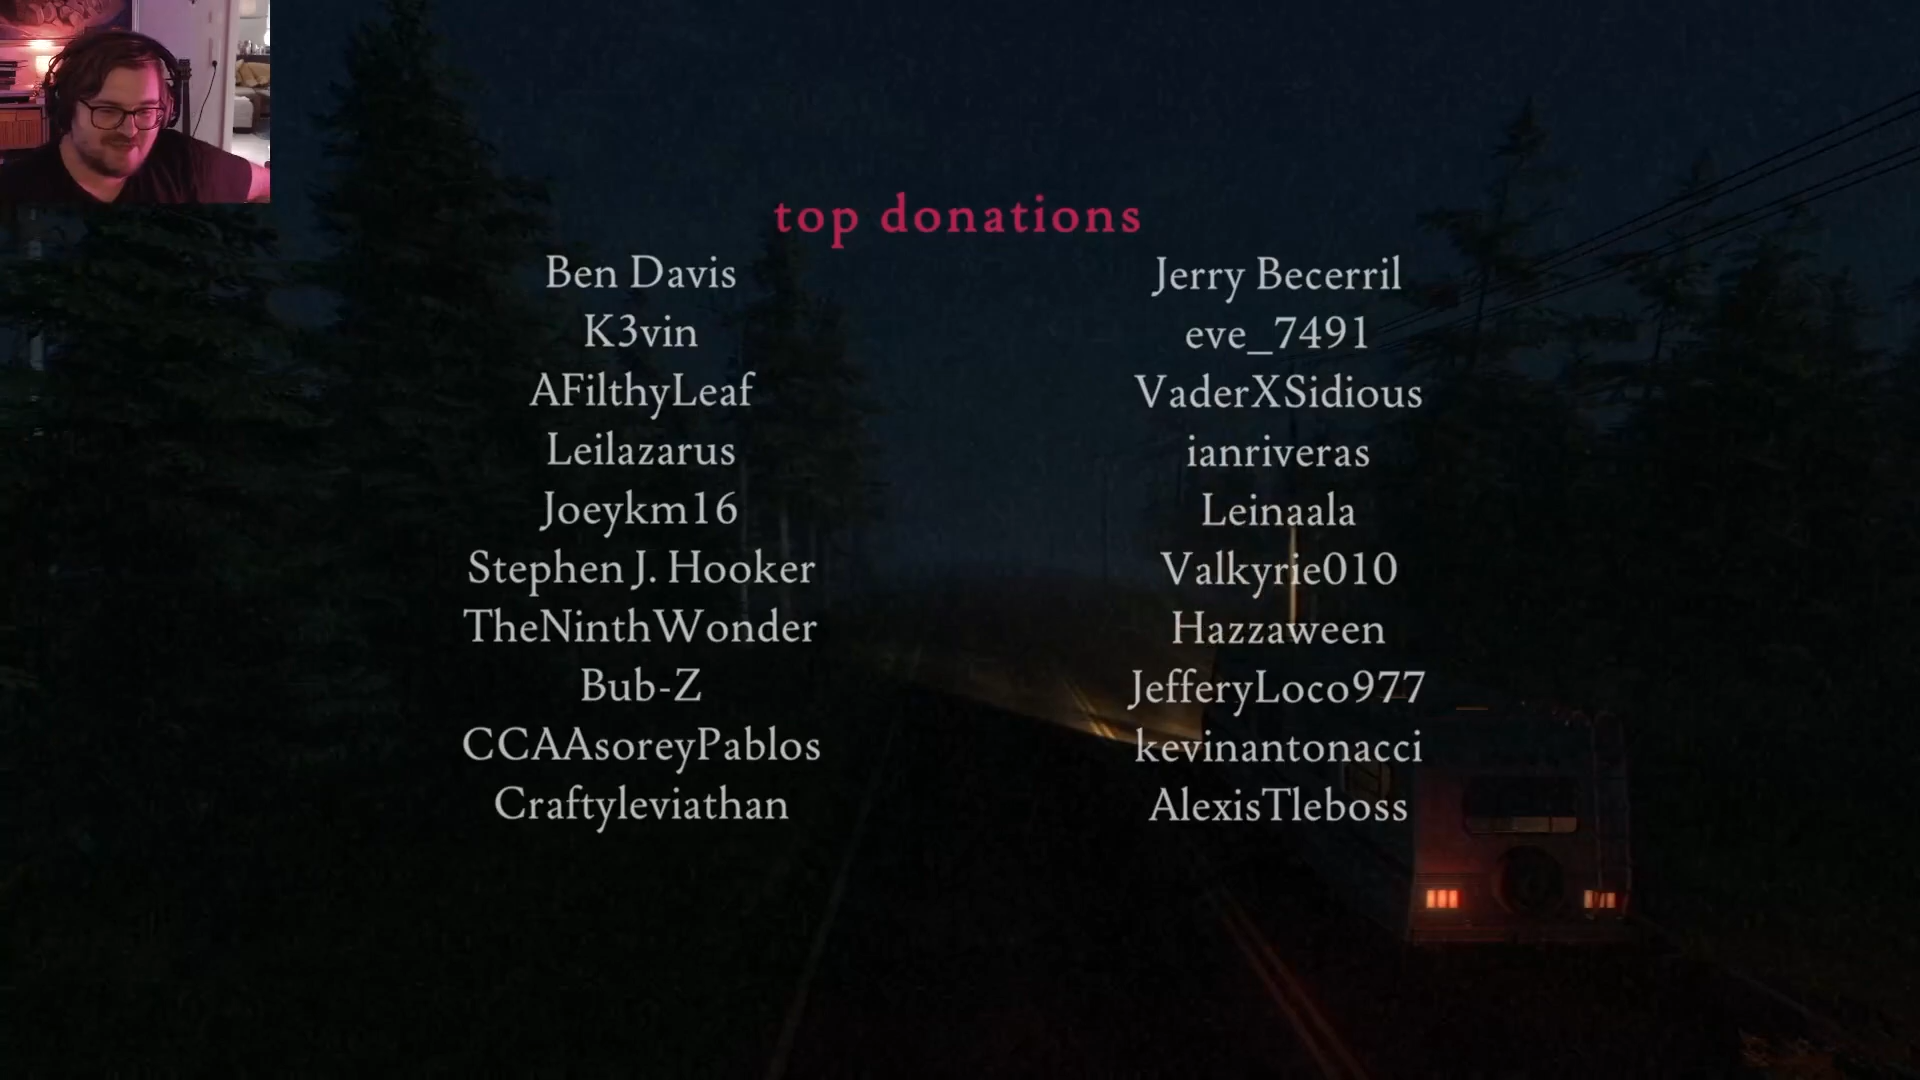 top donations
Ben Davis
K3vin
AFilthyLeaf
Leilazarus
Joeykm16
Stephen J. Hooker
TheNinthWonder
Bub-Z
CCAAsoreyPablos
Craftyleviathan
Jerry Becerril
eve_7491
VaderXSidious
ianriveras
Leinaala
Valkyrie010
Hazzaween
JefferyLoco977
kevinantonacci
AlexisTleboss